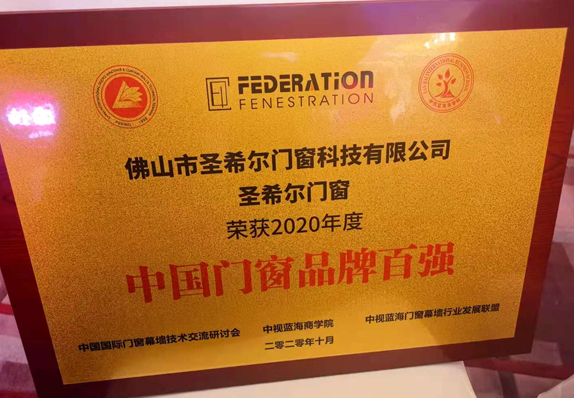 FEDERATiON
FENESTRATION
佛山市圣希尔门窗科技有限公司
圣希尔门窗
荣获2020年度
中国门窗品牌百强
中国国际门窗幕墙技术交流研讨会
中视蓝海商学院
中视蓝海门窗幕墙行业发展联盟
二二〇年十月